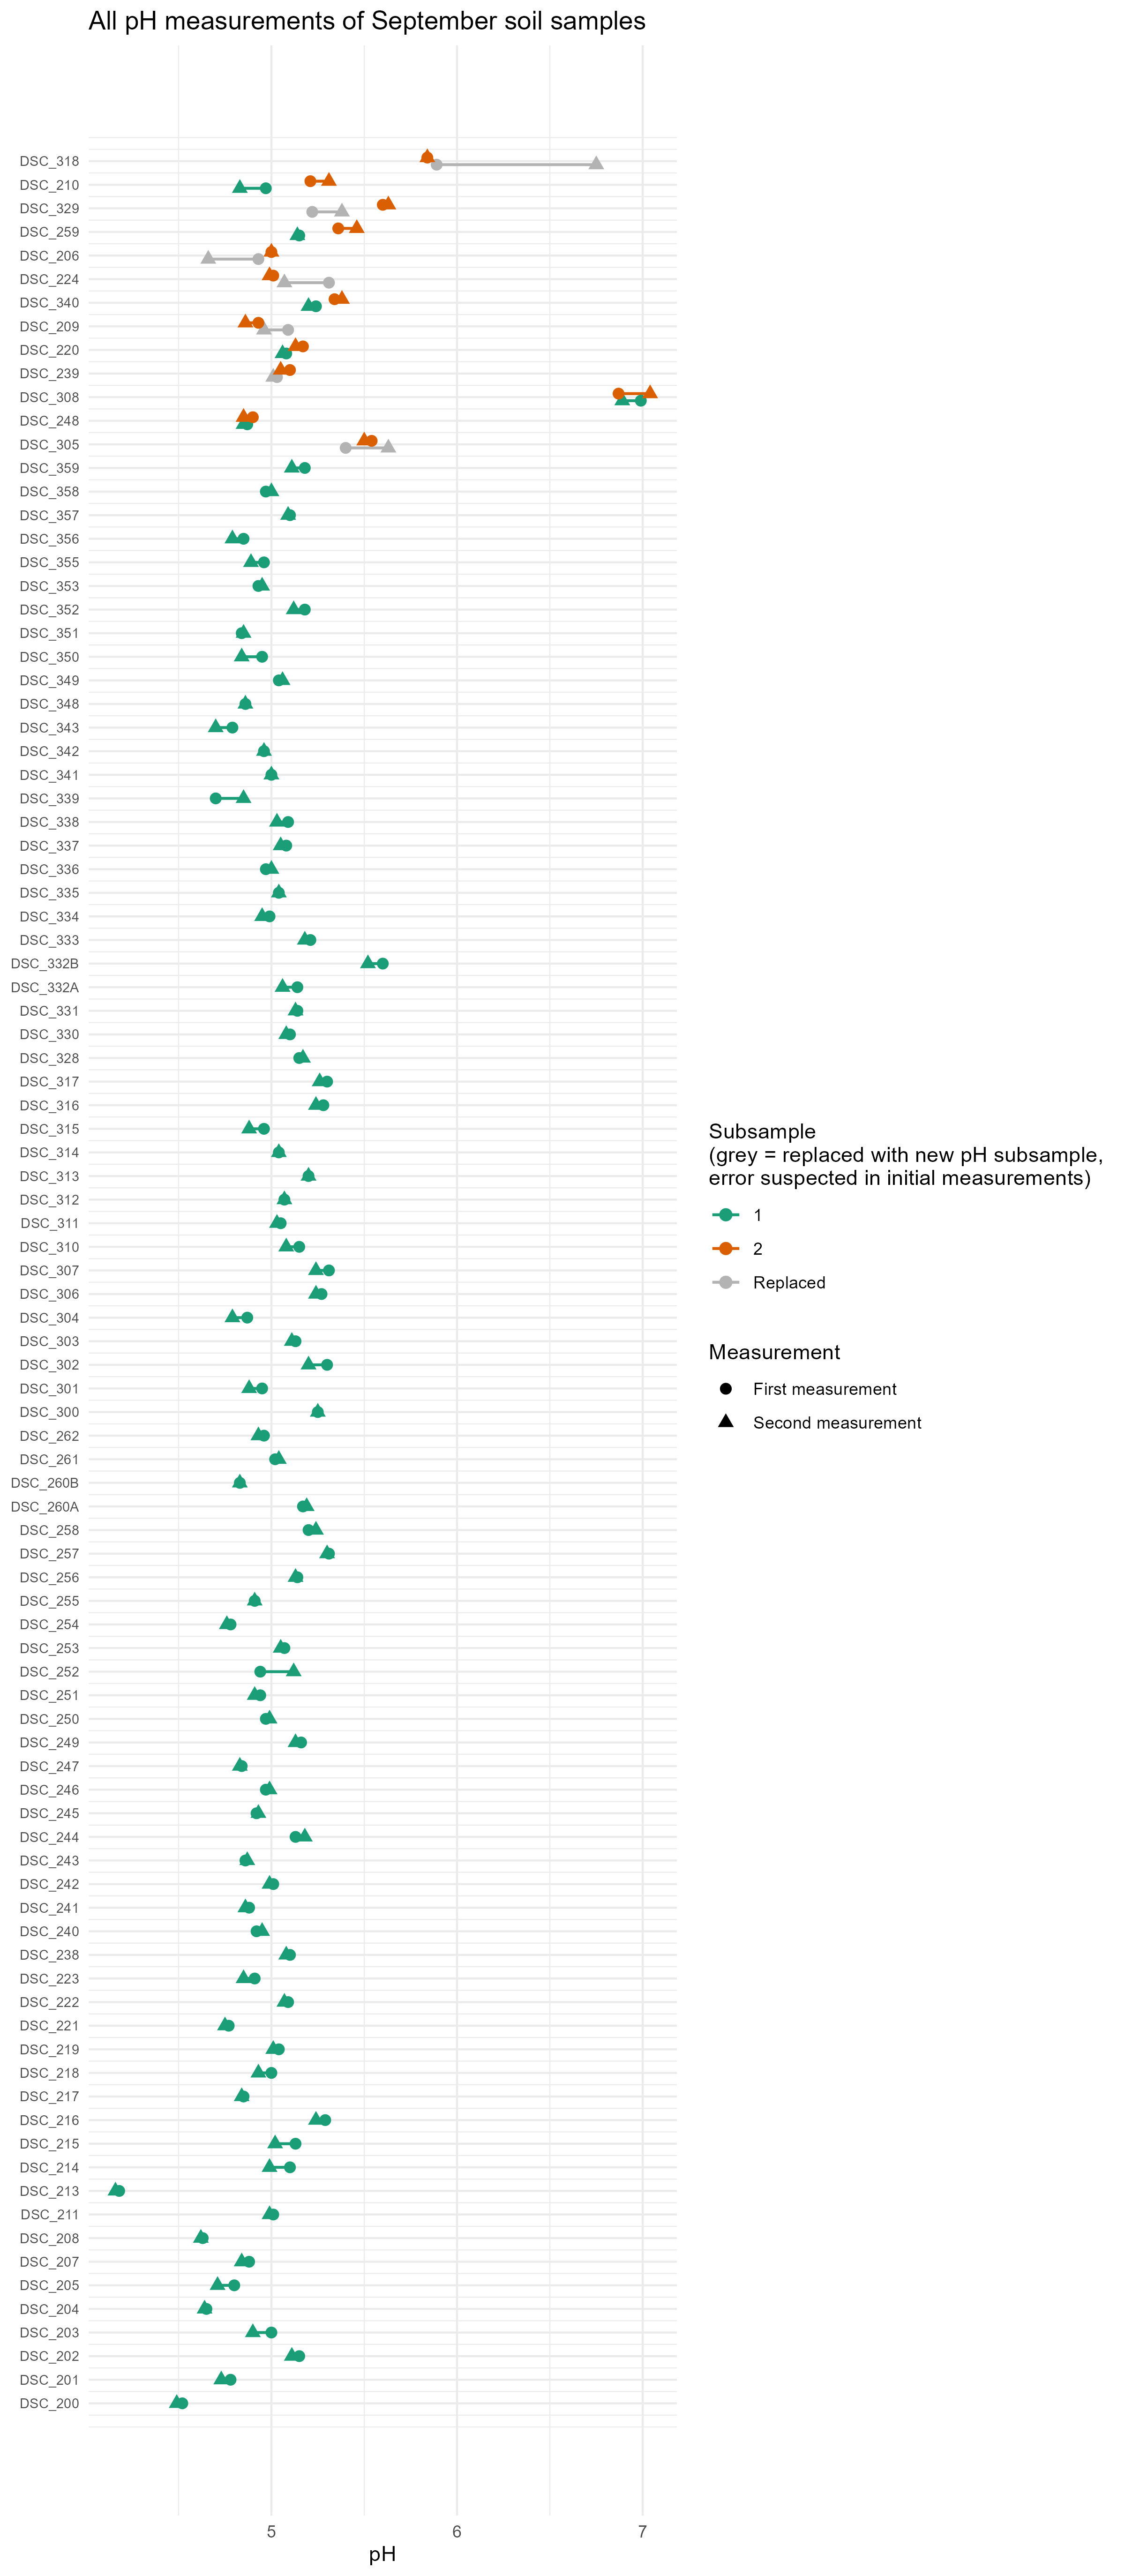 All pH measurements of September soil samples
DSC_318
DSC_210
DSC_329
DSC_259
DSC_206
DSC_224
DSC_340
DSC_209
DSC_220
DSC_239
DSC_308
DSC_248
DSC_305
DSC_359
DSC_358
DSC_357
DSC_356
DSC_355
DSC_353
DSC_352
DSC_351
DSC_350
DSC_349
DSC_348
DSC_343
DSC_342
DSC_341
DSC_339
DSC_338
DSC_337
DSC_336
DSC_335
DSC_334
DSC_333
DSC_332B
DSC_332A
DSC_331
DSC_330
DSC_328
DSC_317
DSC_316
DSC_315
DSC_314
DSC_313
DSC_312
DSC_311
DSC_310
DSC_307
DSC_306
DSC_304
DSC_303
DSC_302
DSC_301
DSC_300
DSC_262
DSC_261
DSC_260B
DSC_260A
DSC_258
DSC_257
DSC_256
DSC_255
DSC_254
DSC_253
DSC_252
DSC_251
DSC_250
DSC_249
DSC_247
DSC_246
DSC_245
DSC_244
DSC_243
DSC_242
DSC_241
DSC_240
DSC_238
DSC_223
DSC_222
DSC_221
DSC_219
DSC_218
DSC_217
DSC_216
DSC_215
DSC_214
DSC_213
DSC_211
DSC_208
DSC_207
DSC_205
DSC_204
DSC_203
DSC_202
DSC_201
DSC_200
5 6 7
pH
Subsample
(grey = replaced with new pH subsample,
error suspected in initial measurements)
1
2
Replaced
Measurement
First measurement
Second measurement